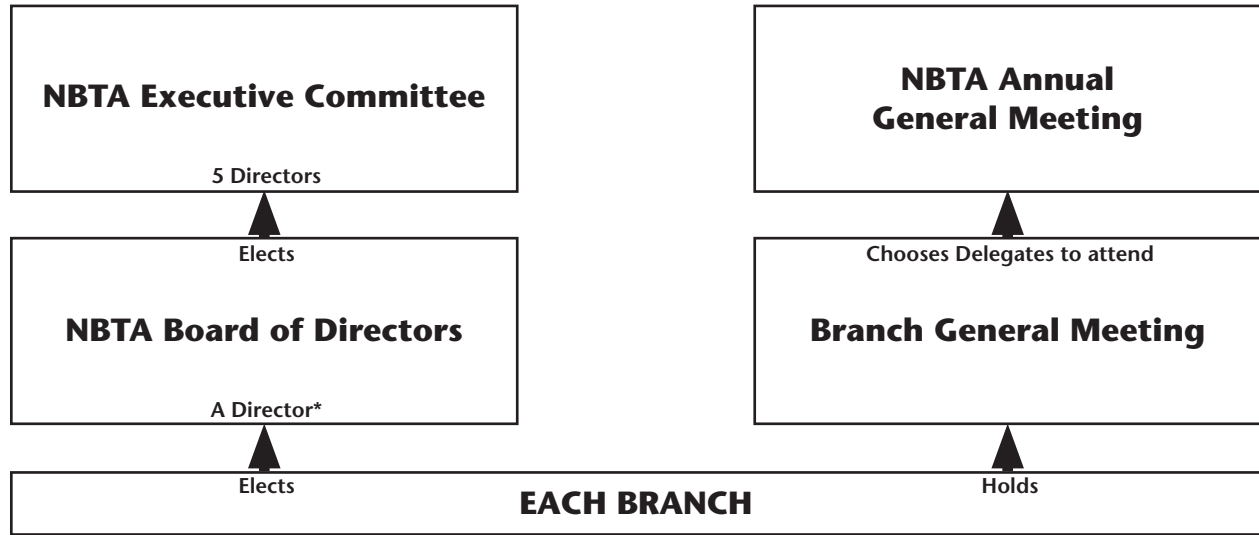 NBTA Executive Committee
5 Directors
NBTA Annual
General Meeting
Elects
NBTA Board of Directors
A Director*
Chooses Delegates to attend
Branch General Meeting
Elects
EACH BRANCH
Holds